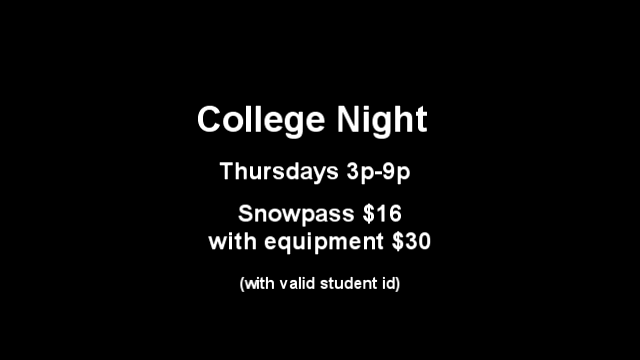 College Night
Thursdays 3p-9p
Snowpass $16
with equipment $30
(with valid student id)